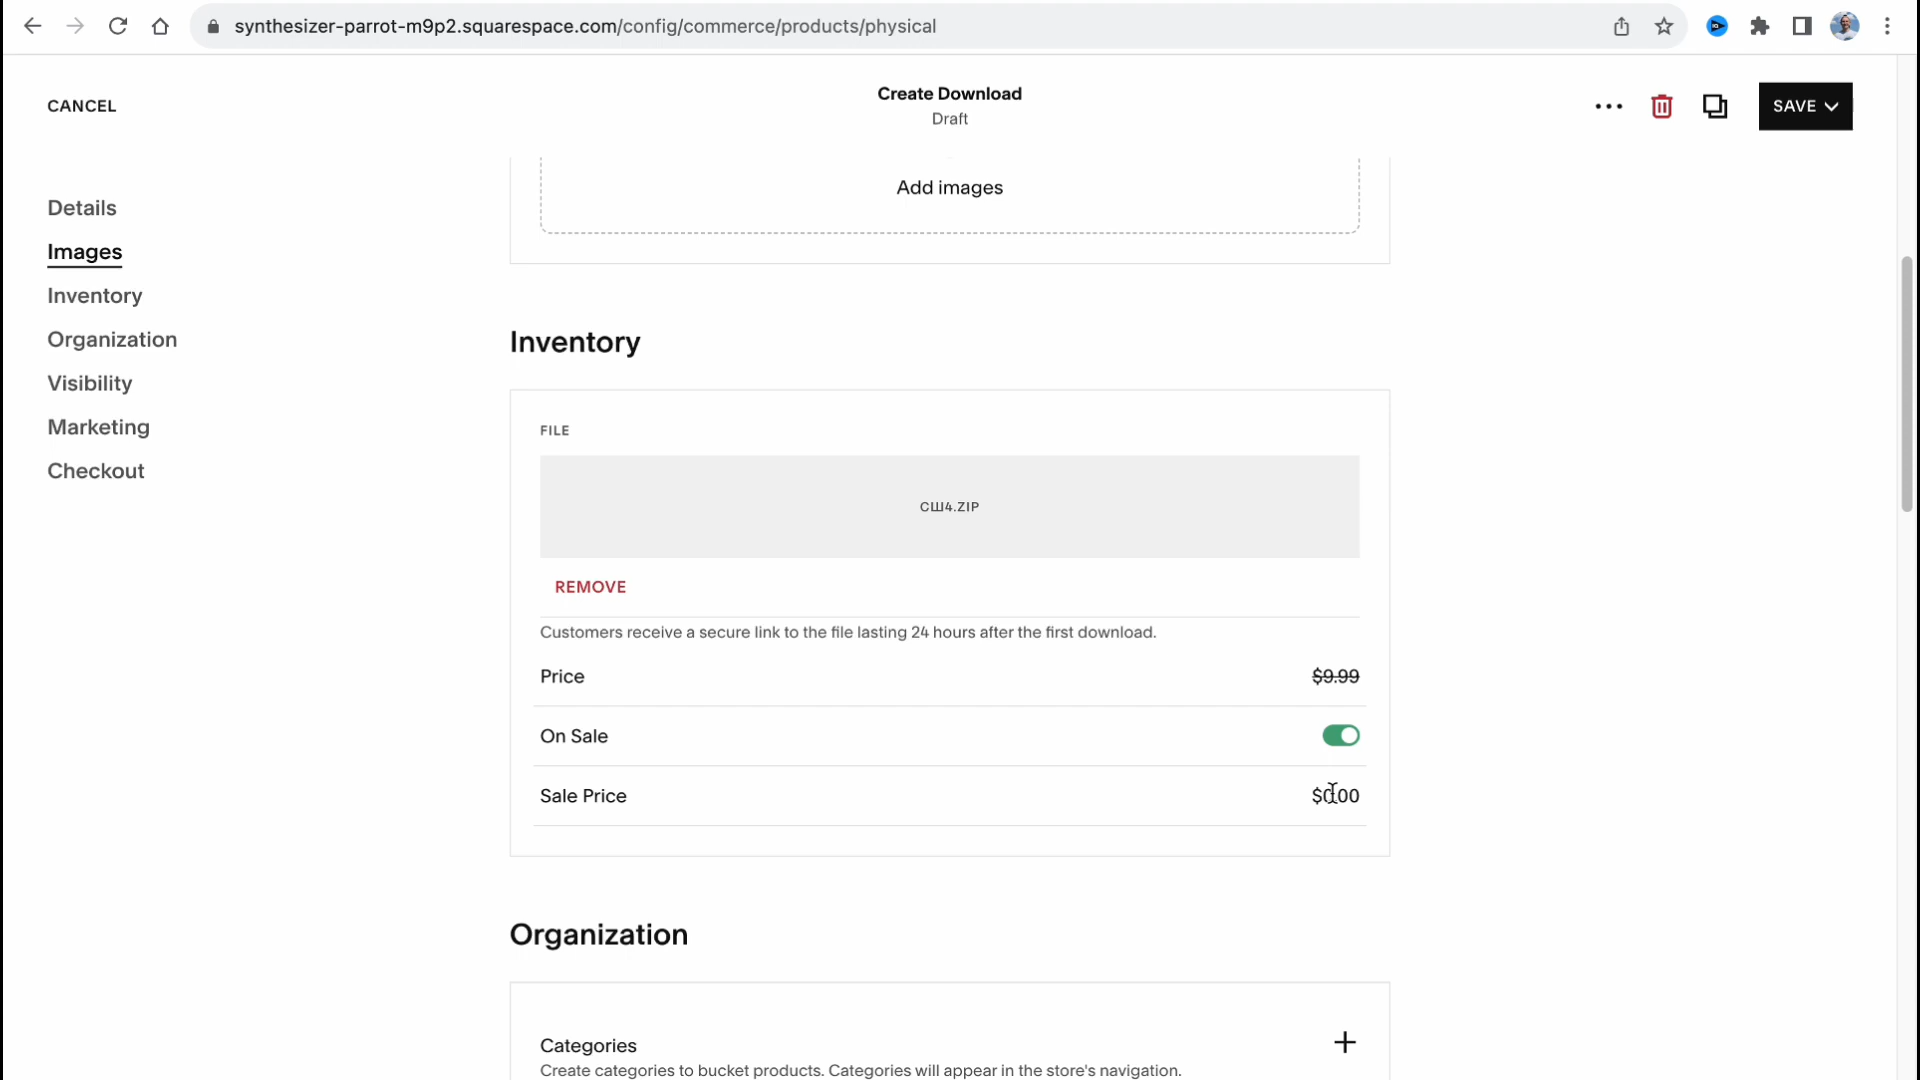 synthesizer-parrot-m9p2.squarespace.com/config/commerce/products/physical
CANCEL
Create Download
Draft
SAVE
Details
Images
Inventory
Organization
Visibility
Marketing
Checkout
Add images
Inventory
FILE
СШ4.ZIP
REMOVE
Customers receive a secure link to the file lasting 24 hours after the first download.
Price $9.99
On Sale
Sale Price $0.00
Organization
Categories
Create categories to bucket products. Categories will appear in the store's navigation.